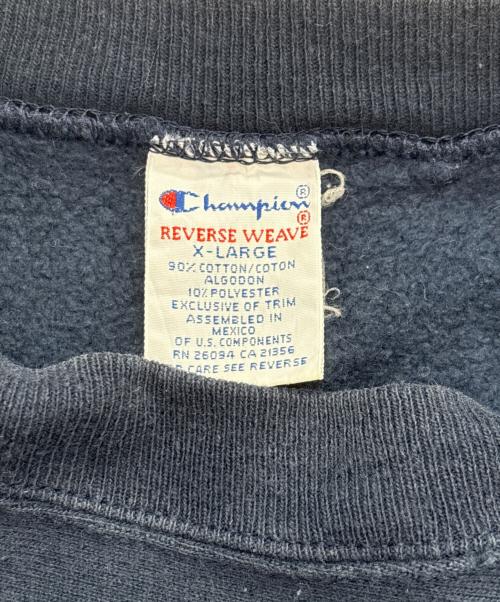 Champion®
REVERSE WEAVE®
X-LARGE
90% COTTON/COTON
ALGODON
10% POLYESTER
EXCLUSIVE OF TRIM
ASSEMBLED IN
MEXICO
OF U.S. COMPONENTS
RN 26094 CA 21356
CARE SEE REVERSE